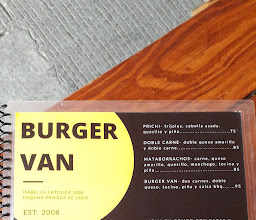 BURGER
VAN
ISABEL LA CATOLICA 500
ESQUINA PRIVADA DE LAGO
EST. 2008
PRICHI- frijoles, cebolla asada,
quesillo y piña.....................75
DOBLE CARNE- doble queso amarillo
y doble carne.......................85
MATABORRACHOS- carne, queso
amarillo, quesillo, manchego, tocino y
piña................................85
BURGER VAN- dos carnes, doble
queso, tocino, piña y salsa bbq.....95